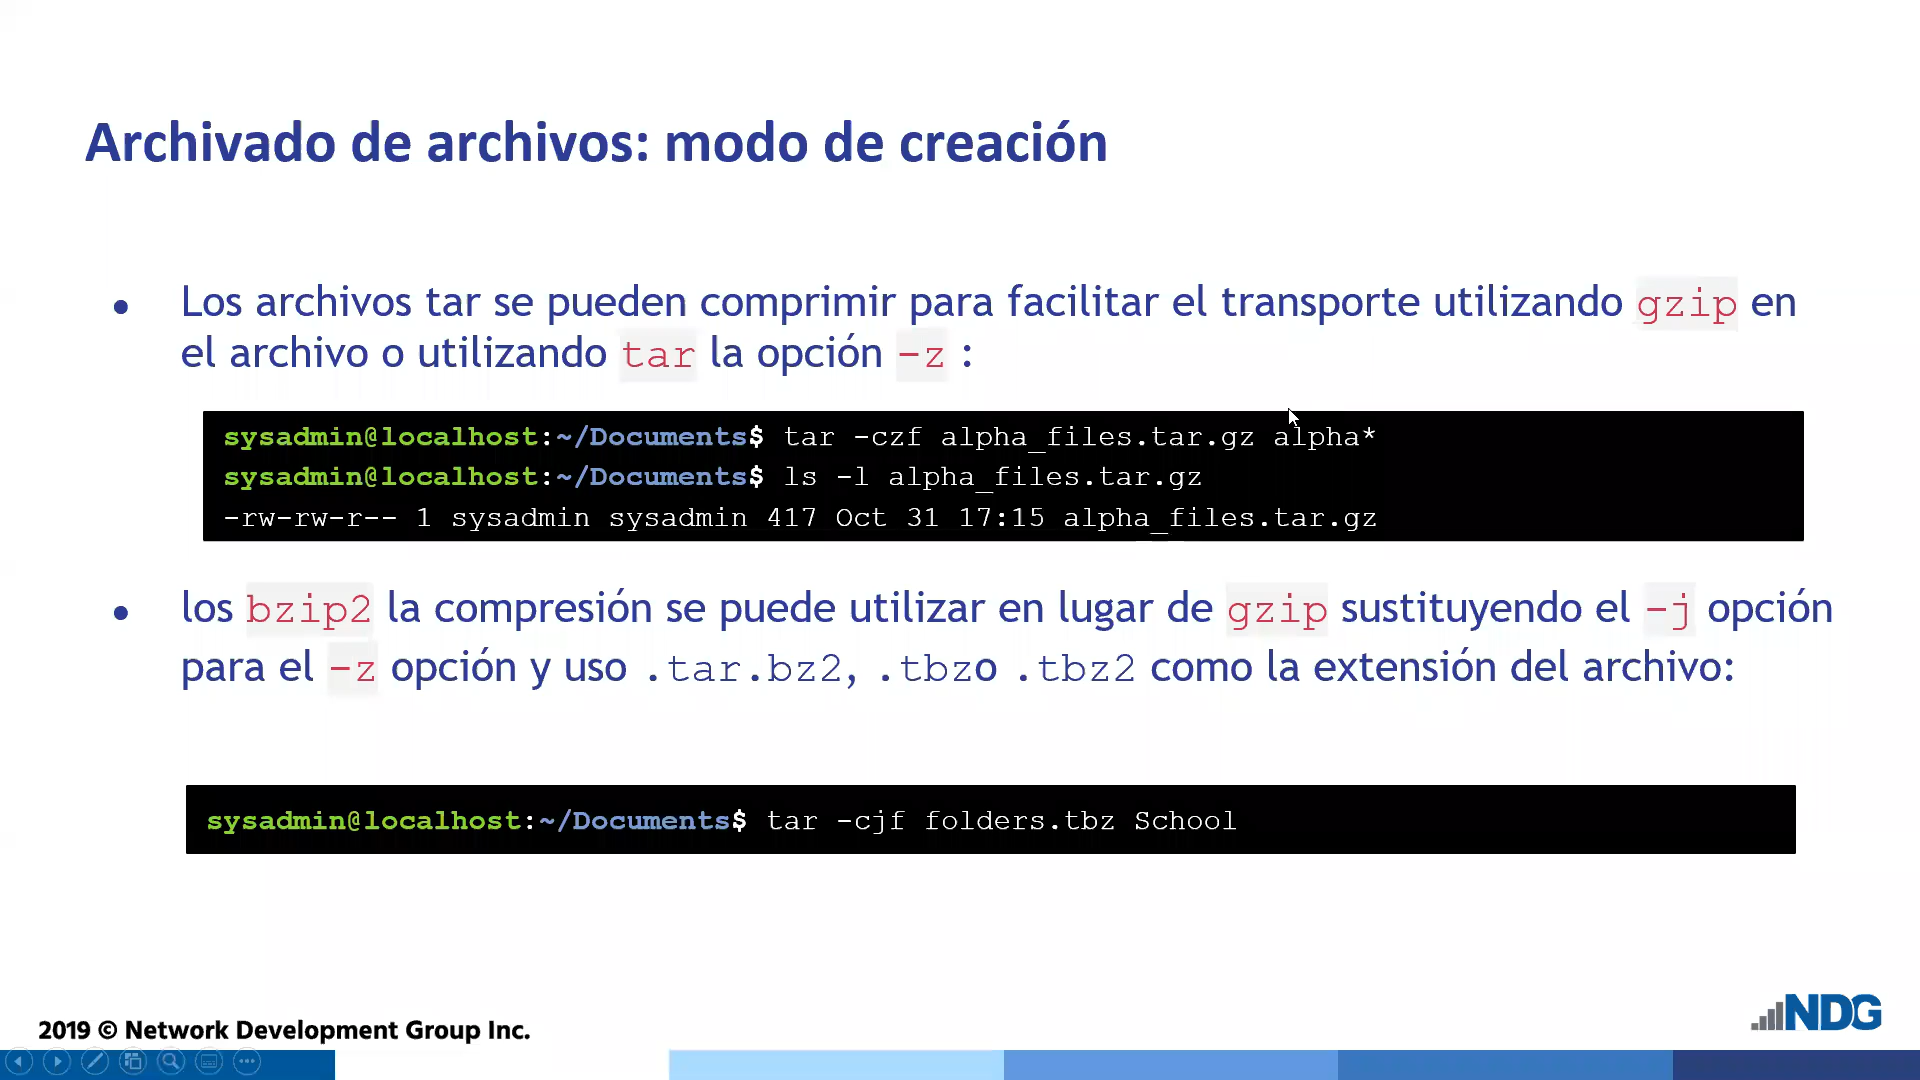 Archivado de archivos: modo de creación
● Los archivos tar se pueden comprimir para facilitar el transporte utilizando gzip en
el archivo o utilizando tar la opción -z :
sysadmin@localhost:~/Documents$ tar -czf alpha_files.tar.gz alpha*
sysadmin@localhost:~/Documents$ ls -l alpha_files.tar.gz
-rw-rw-r-- 1 sysadmin sysadmin 417 Oct 31 17:15 alpha_files.tar.gz
● los bzip2 la compresión se puede utilizar en lugar de gzip sustituyendo el -j opción
para el -z opción y uso .tar.bz2, .tbzo .tbz2 como la extensión del archivo:
sysadmin@localhost:~/Documents$ tar -cjf folders.tbz School
2019 © Network Development Group Inc.
NDG